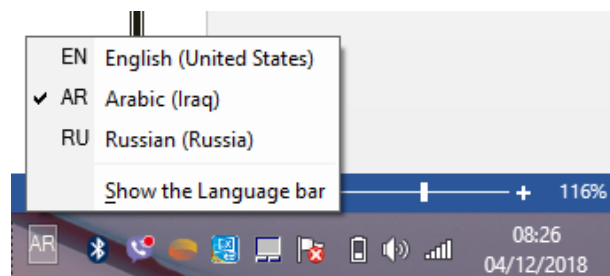 EN English (United States)
✔ AR Arabic (Iraq)
RU Russian (Russia)
Show the Language bar
116%
AR
08:26
04/12/2018